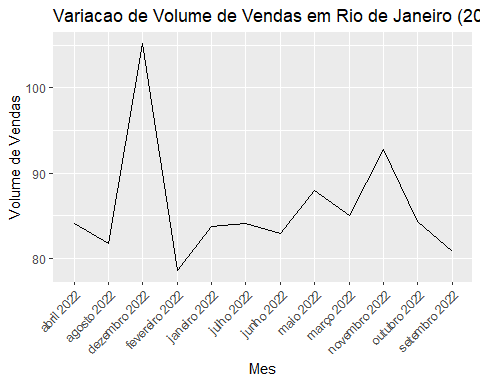 Variacao de Volume de Vendas em Rio de Janeiro (20
Volume de Vendas
100
90
80
abril 2022
agosto 2022
dezembro 2022
fevereiro 2022
janeiro 2022
julho 2022
junho 2022
maio 2022
março 2022
novembro 2022
outubro 2022
setembro 2022
Mes